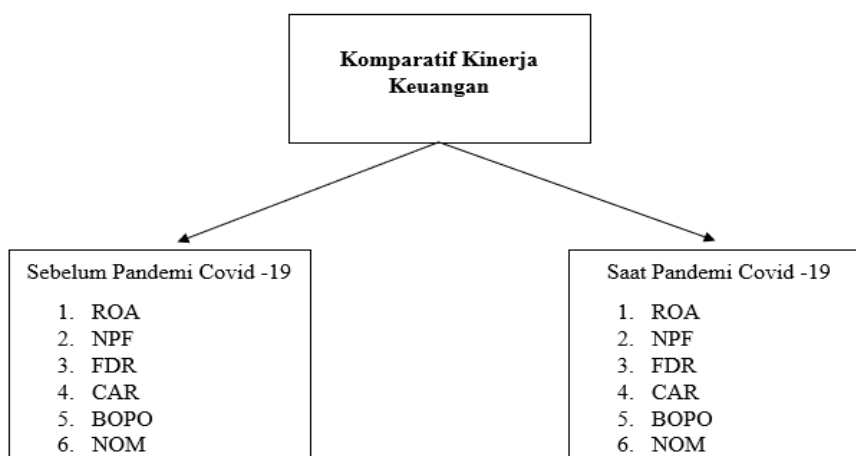 Komparatif Kinerja
Keuangan
Sebelum Pandemi Covid -19
1. ROA
2. NPF
3. FDR
4. CAR
5. BOPO
6. NOM
Saat Pandemi Covid -19
1. ROA
2. NPF
3. FDR
4. CAR
5. BOPO
6. NOM